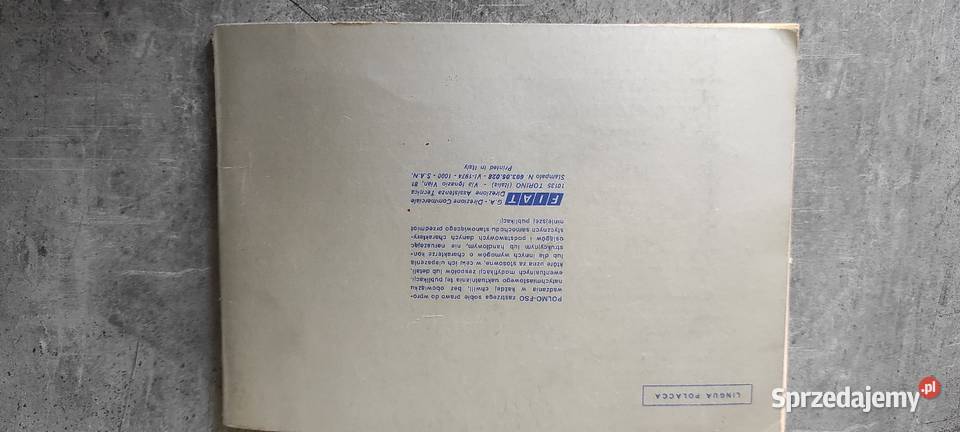 LINGUA POLACCA
POLMO-FSO zastrzega sobie prawo do wpro-
wadzania w każdej chwili, bez obowiązku
natychmiastowego uaktualnienia tej publikacji,
ewentualnych modyfikacji zespołów lub detali,
które uzna za stosowne, w celu ich ulepszenia
lub dla innych wymogów o charakterze kon-
strukcyjnym lub handlowym, nie naruszając
osiągów i podstawowych danych charaktery-
stycznych samochodu stanowiącego przedmiot
niniejszej publikacji.
FIAT
G.A. - Direzione Commerciale
Direzione Assistenza Tecnica
10135 TORINO (Italia) - Via Ignazio Vian, 81
Stampato N. 603.05.028 - VI-1974 - 1000 - S.A.N.
Printed in Italy
Sprzedajemy.pl